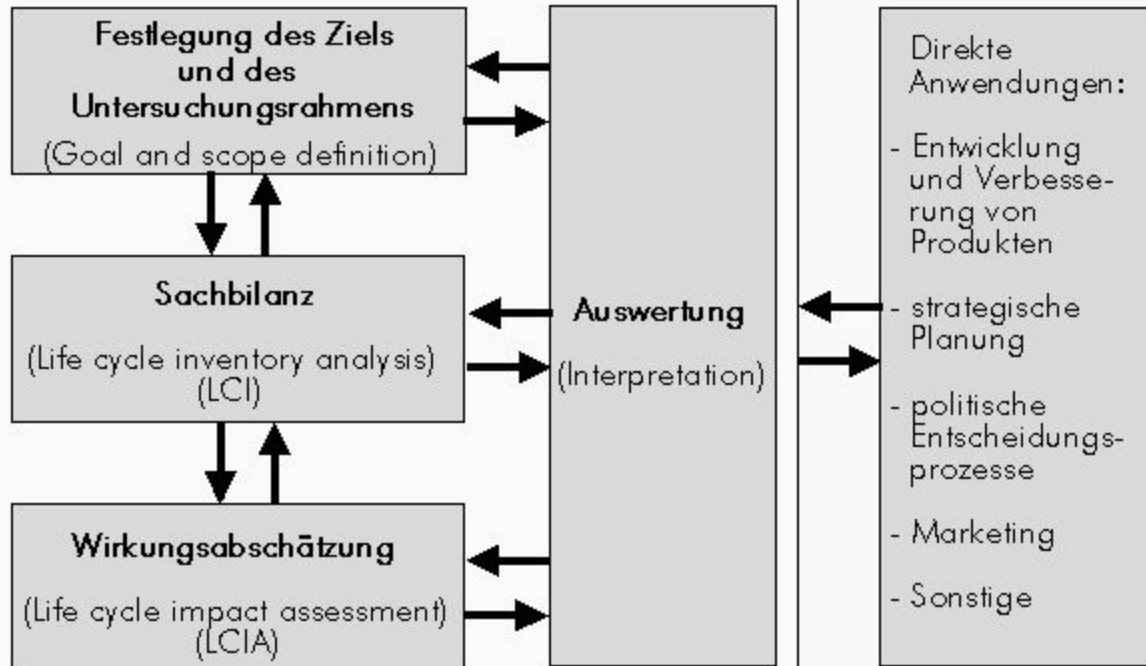 Festlegung des Ziels
und des
Untersuchungsrahmens
(Goal and scope definition)
Sachbilanz
(Life cycle inventory analysis)
(LCI)
Wirkungsabschätzung
(Life cycle impact assessment)
(LCIA)
Auswertung
(Interpretation)
Direkte
Anwendungen:
- Entwicklung
und Verbesse-
rung von
Produkten
- strategische
Planung
- politische
Entscheidungs-
prozesse
- Marketing
- Sonstige